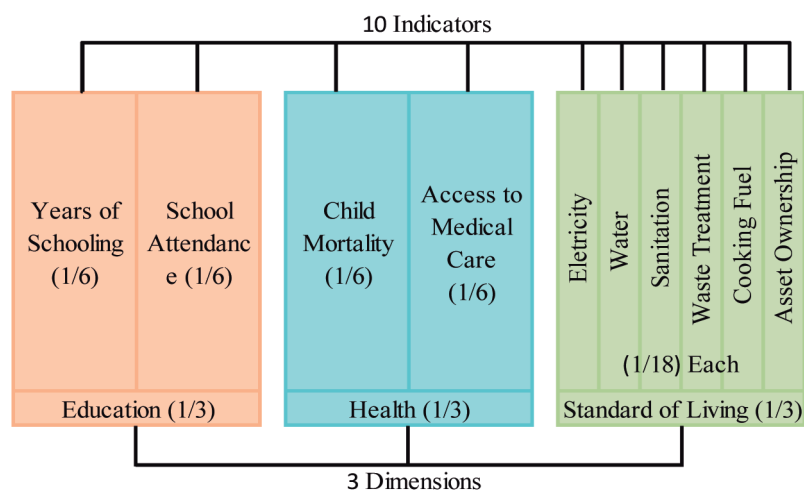 10 Indicators
Years of
Schooling
(1/6)
School
Attendanc
e (1/6)
Child
Mortality
(1/6)
Access to
Medical
Care
(1/6)
Eletricity
Water
Sanitation
Waste Treatment
Cooking Fuel
Asset Ownership
(1/18) Each
Education (1/3)
Health (1/3)
Standard of Living (1/3)
3 Dimensions